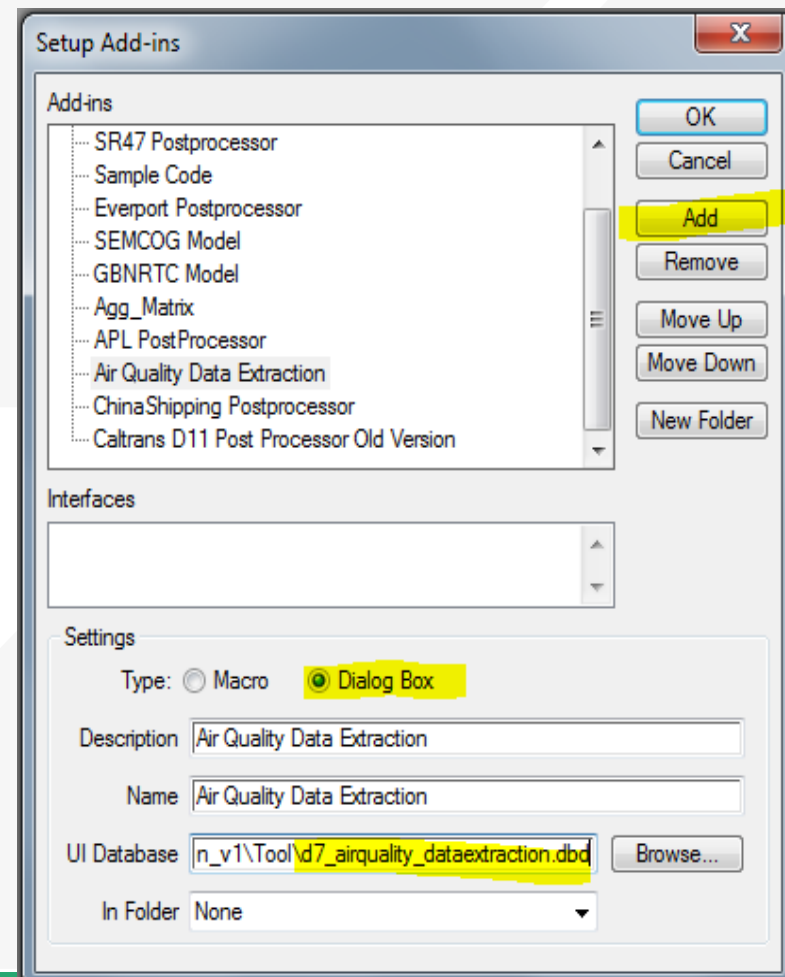 Setup Add-ins
Add-ins
SR47 Postprocessor
Sample Code
Everport Postprocessor
SEMCOG Model
GBNRTC Model
Agg_Matrix
APL PostProcessor
Air Quality Data Extraction
ChinaShipping Postprocessor
Caltrans D11 Post Processor Old Version
OK
Cancel
Add
Remove
Move Up
Move Down
New Folder
Interfaces
Settings
Type: Macro Dialog Box
Description Air Quality Data Extraction
Name Air Quality Data Extraction
UI Database n_v1\Tool\d7_airquality_dataextraction.dbd Browse...
In Folder None